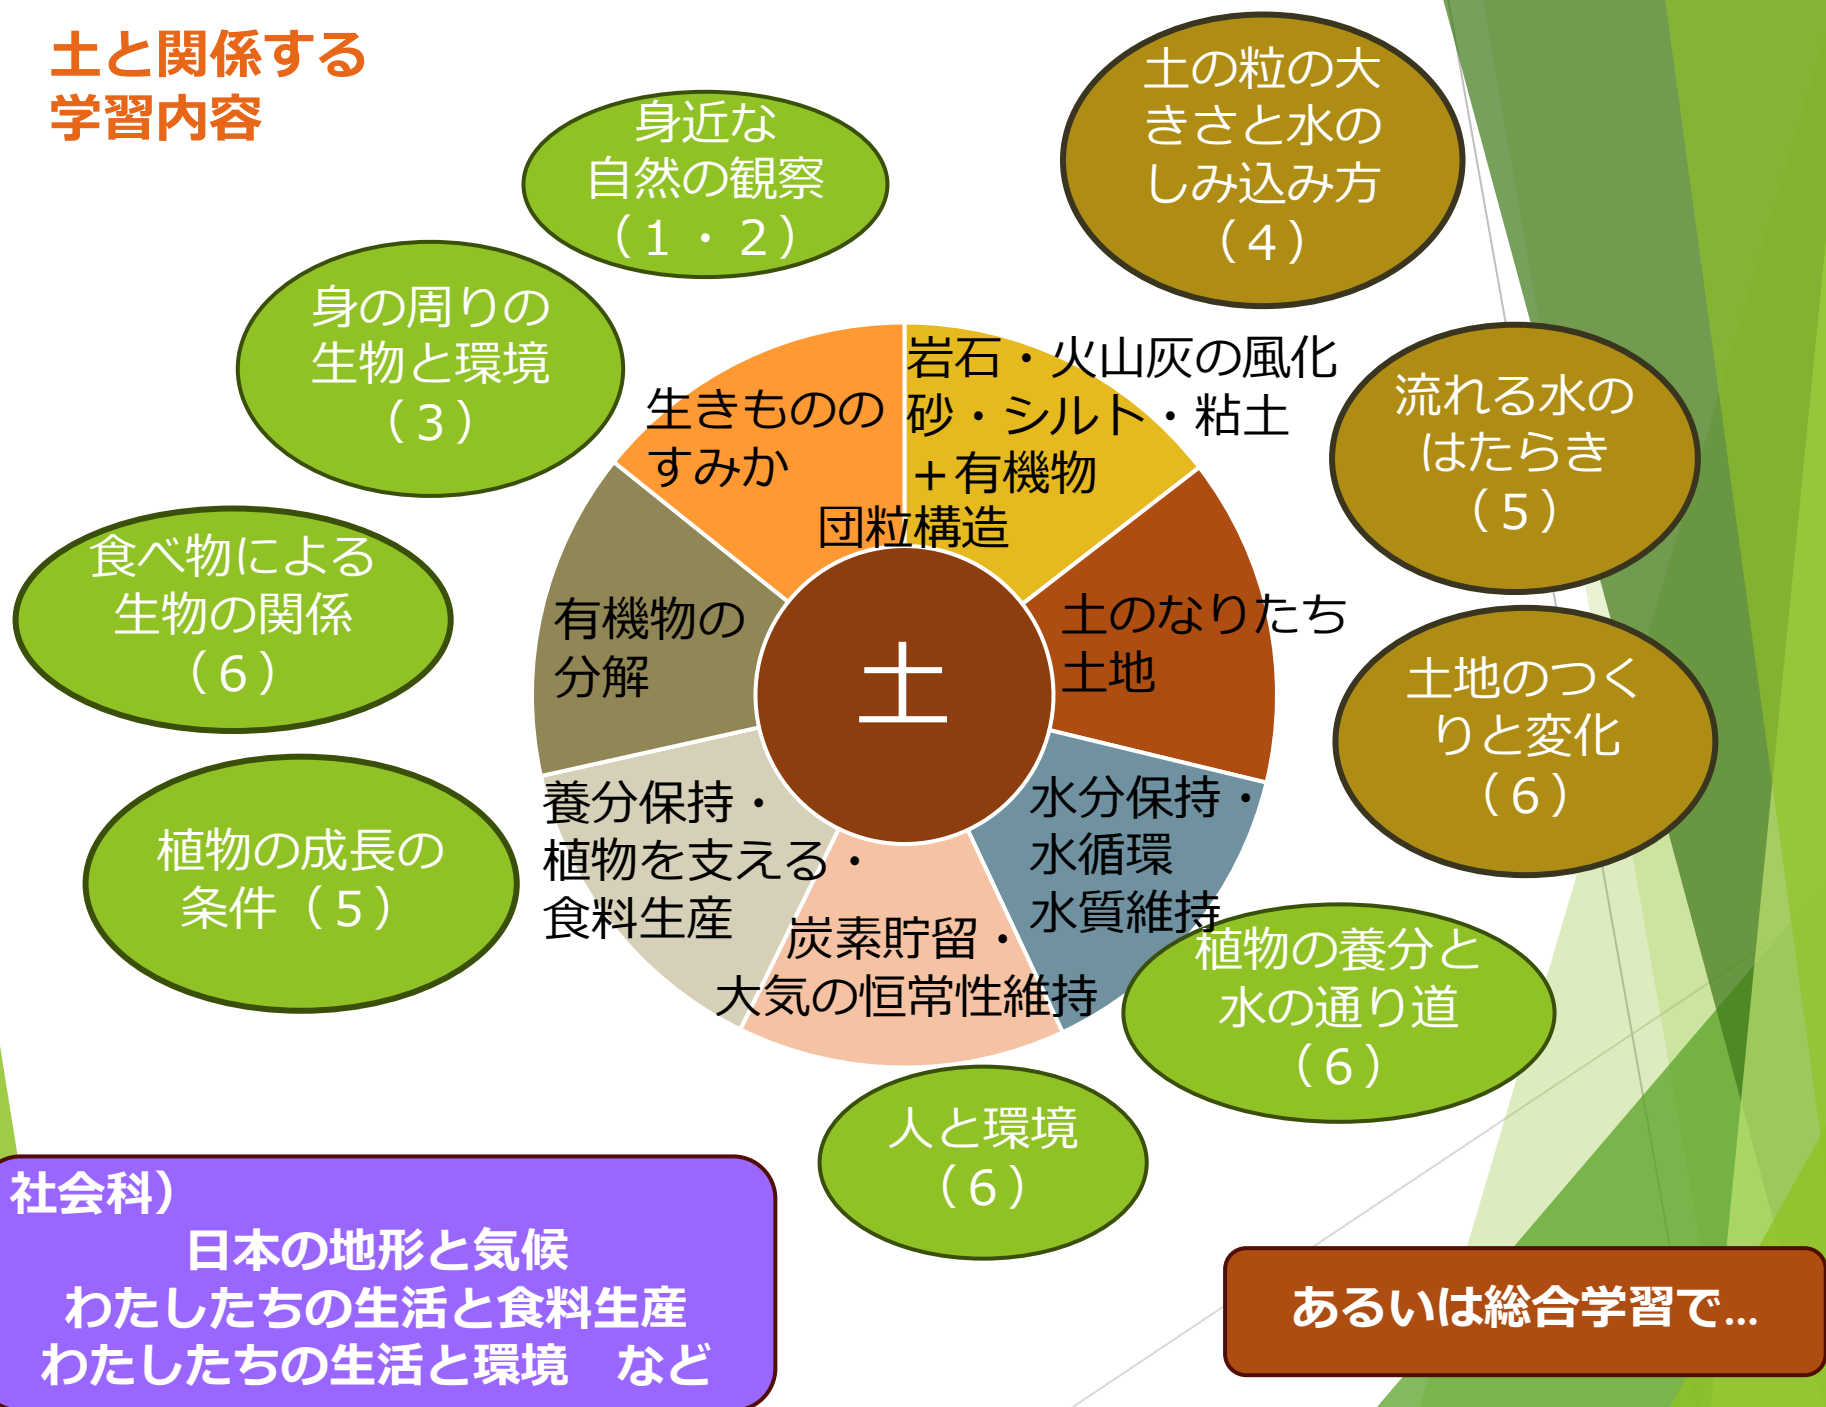 土と関係する
学習内容
身近な
自然の観察
（１・２）
土の粒の大
きさと水の
しみ込み方
（４）
身の周りの
生物と環境
（３）
流れる水の
はたらき
（５）
食べ物による
生物の関係
（６）
土地のつく
りと変化
（６）
植物の成長の
条件（５）
植物の養分と
水の通り道
（６）
人と環境
（６）
生きものの
すみか
岩石・火山灰の風化
砂・シルト・粘土
＋有機物
団粒構造
有機物の
分解
土
土のなりたち
土地
養分保持・
植物を支える・
食料生産
水分保持・
水循環
水質維持
炭素貯留・
大気の恒常性維持
社会科）
日本の地形と気候
わたしたちの生活と食料生産
わたしたちの生活と環境　など
あるいは総合学習で…